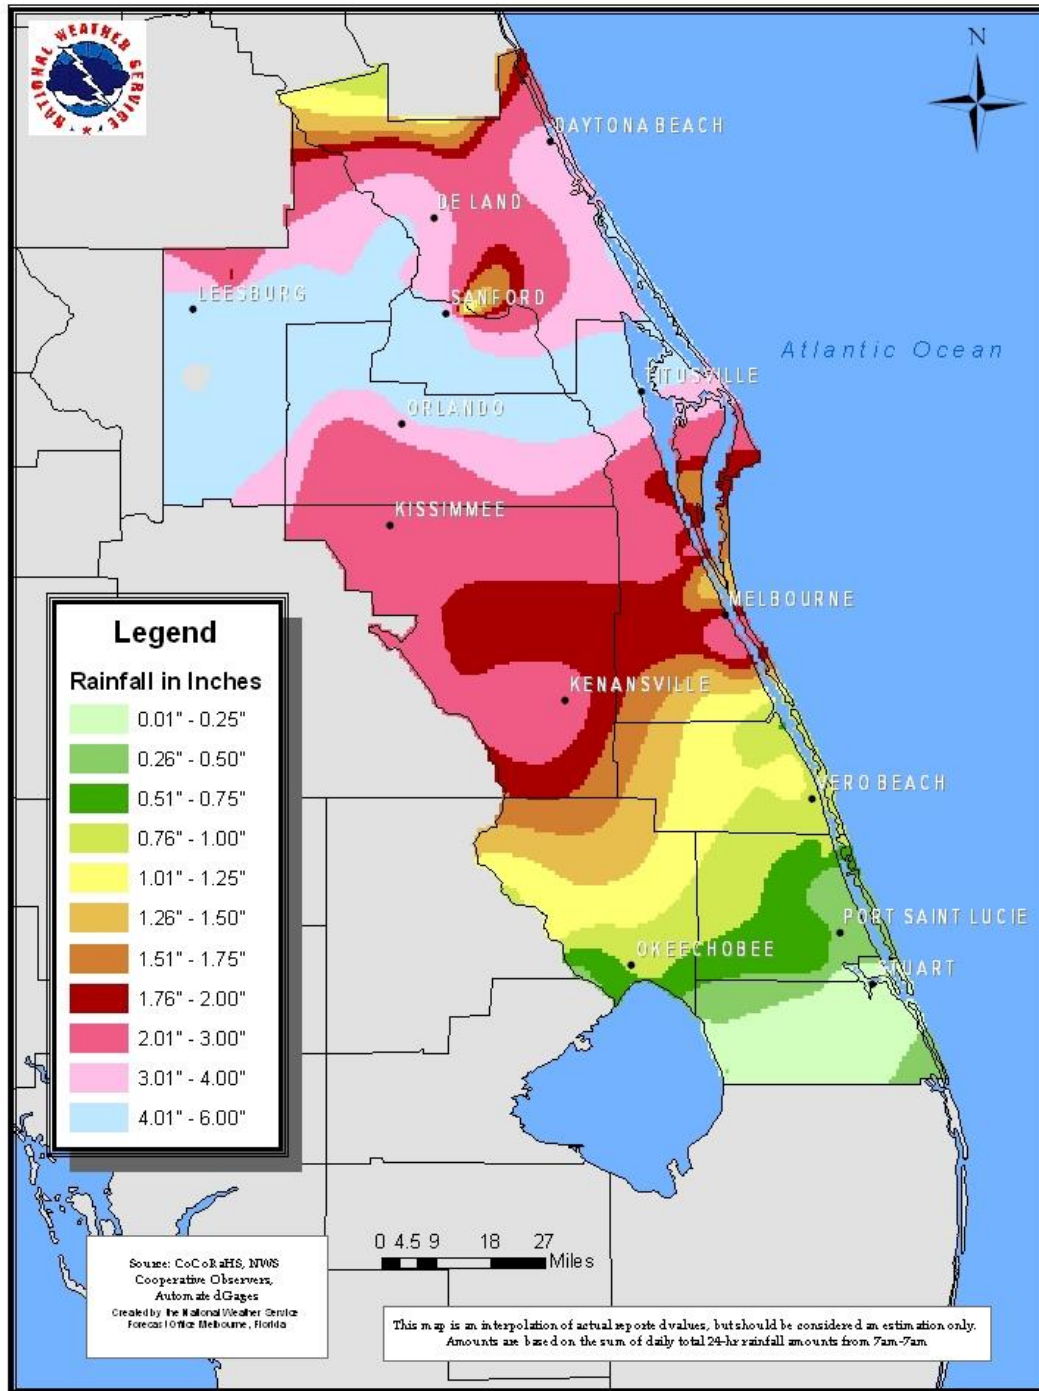 NATIONAL WEATHER SERVICE
N
DAYTONA BEACH
DE LAND
LEESBURG
SANFORD
Atlantic Ocean
TITUSVILLE
ORLANDO
KISSIMMEE
MELBOURNE
KENANSVILLE
VERO BEACH
PORT SAINT LUCIE
OKEECHOBEE
STUART
Legend
Rainfall in Inches
0.01" - 0.25"
0.26" - 0.50"
0.51" - 0.75"
0.76" - 1.00"
1.01" - 1.25"
1.26" - 1.50"
1.51" - 1.75"
1.76" - 2.00"
2.01" - 3.00"
3.01" - 4.00"
4.01" - 6.00"
0 4.5 9 18 27
Miles
Source: CoCoRaHS, NWS
Cooperative Observers,
Automated Gages
Created by the National Weather Service
Forecast Office Melbourne, Florida
This map is an interpolation of actual reported values, but should be considered an estimation only.
Amounts are based on the sum of daily total 24-hr rainfall amounts from 7am-7am